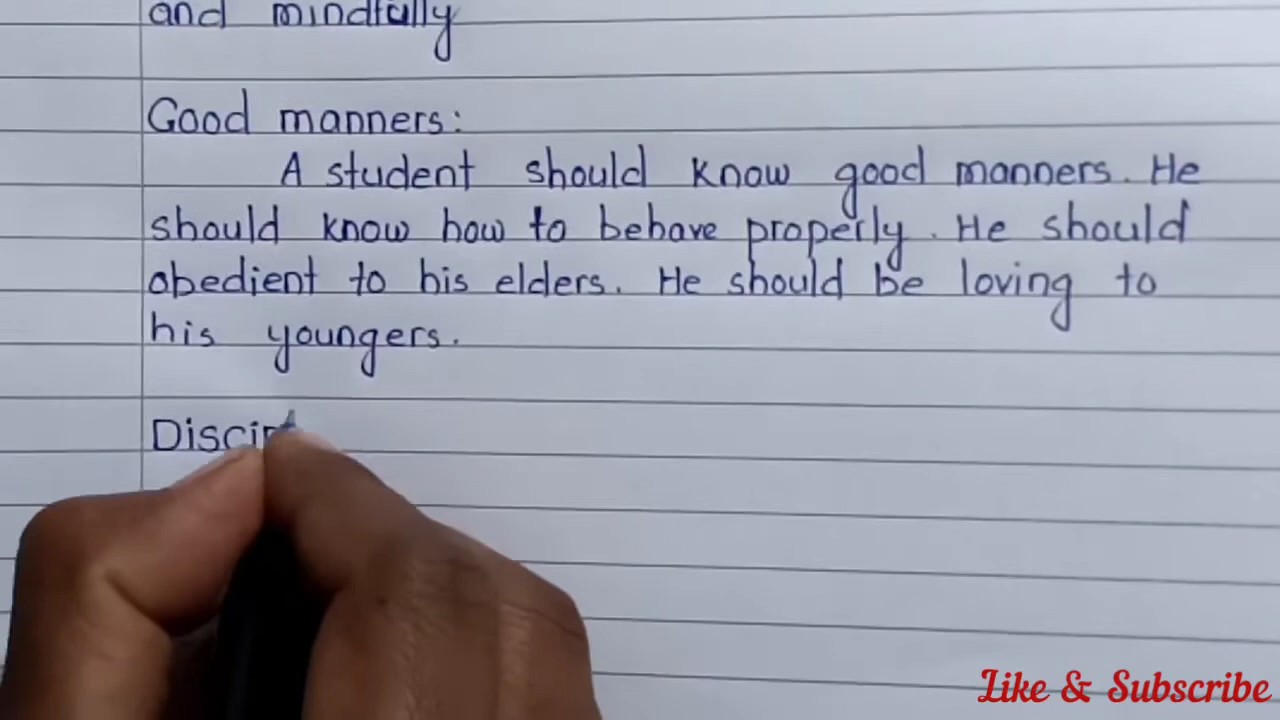 and mindfully
Good manners:
A student should know good manners. He
should know how to behave properly. He should
obedient to his elders. He should be loving to
his youngers.
Discip
Like & Subscribe